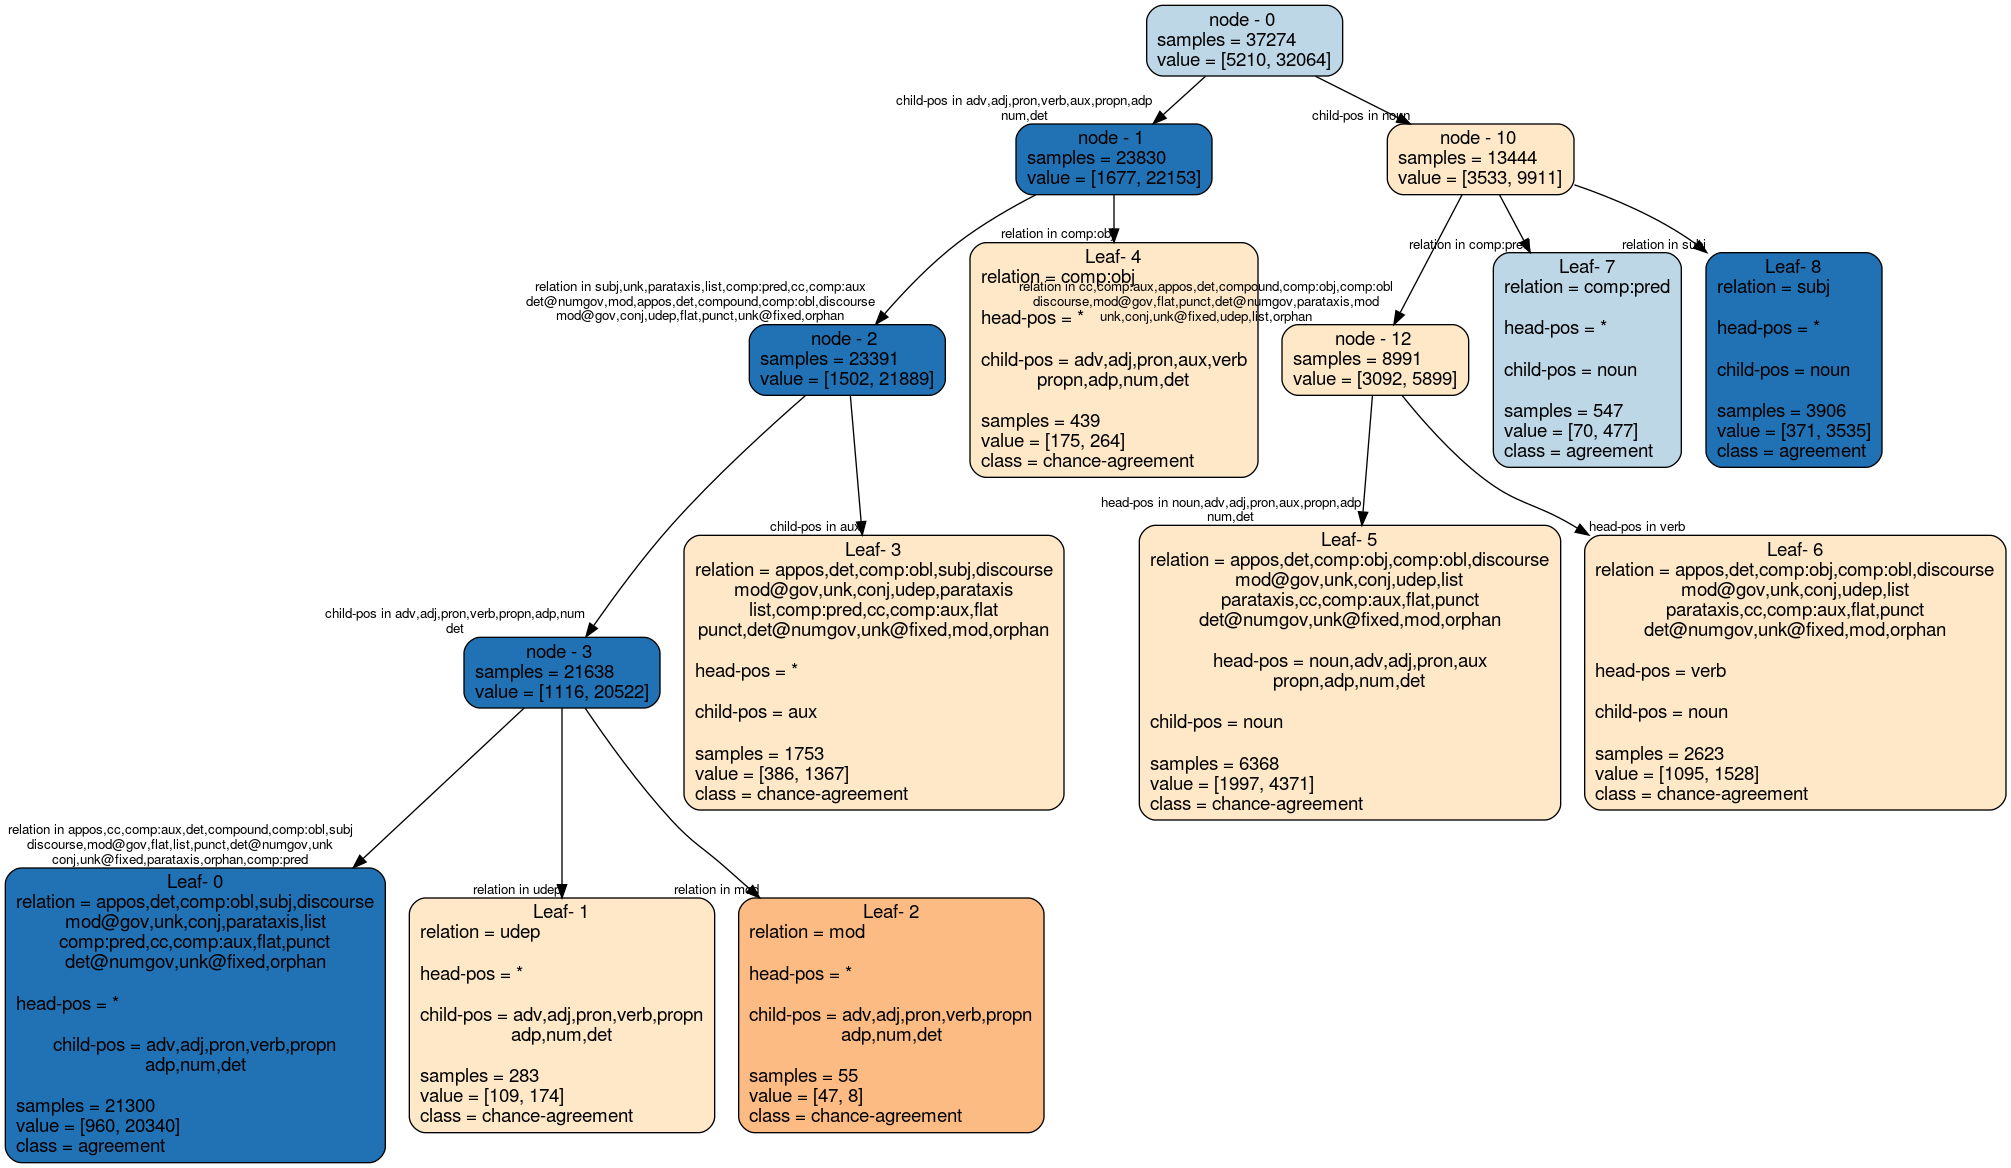 node - 0
samples = 37274
value = [5210, 32064]
child-pos in adv,adj,pron,verb,aux,propn,adp
num,det
child-pos in noun
node - 1
samples = 23830
value = [1677, 22153]
node - 10
samples = 13444
value = [3533, 9911]
relation in subj,unk,parataxis,list,comp:pred,cc,comp:aux
det@numgov,mod,appos,det,compound,comp:obl,discourse
mod@gov,conj,udep,flat,punct,unk@fixed,orphan
relation in comp:obj
relation in cc,comp:aux,appos,det,compound,comp:obj,comp:obl
discourse,mod@gov,flat,punct,det@numgov,parataxis,mod
unk,conj,unk@fixed,udep,list,orphan
relation in comp:pred
relation in subj
node - 2
samples = 23391
value = [1502, 21889]
Leaf- 4
relation = comp:obj
head-pos = *
child-pos = adv,adj,pron,aux,verb
propn,adp,num,det
samples = 439
value = [175, 264]
class = chance-agreement
node - 12
samples = 8991
value = [3092, 5899]
Leaf- 7
relation = comp:pred
head-pos = *
child-pos = noun
samples = 547
value = [70, 477]
class = agreement
Leaf- 8
relation = subj
head-pos = *
child-pos = noun
samples = 3906
value = [371, 3535]
class = agreement
child-pos in adv,adj,pron,verb,propn,adp,num
det
child-pos in aux
head-pos in noun,adv,adj,pron,aux,propn,adp
num,det
head-pos in verb
node - 3
samples = 21638
value = [1116, 20522]
Leaf- 3
relation = appos,det,comp:obl,subj,discourse
mod@gov,unk,conj,udep,parataxis
list,comp:pred,cc,comp:aux,flat
punct,det@numgov,unk@fixed,mod,orphan
head-pos = *
child-pos = aux
samples = 1753
value = [386, 1367]
class = chance-agreement
Leaf- 5
relation = appos,det,comp:obj,comp:obl,discourse
mod@gov,unk,conj,udep,list
parataxis,cc,comp:aux,flat,punct
det@numgov,unk@fixed,mod,orphan
head-pos = noun,adv,adj,pron,aux
propn,adp,num,det
child-pos = noun
samples = 6368
value = [1997, 4371]
class = chance-agreement
Leaf- 6
relation = appos,det,comp:obj,comp:obl,discourse
mod@gov,unk,conj,udep,list
parataxis,cc,comp:aux,flat,punct
det@numgov,unk@fixed,mod,orphan
head-pos = verb
child-pos = noun
samples = 2623
value = [1095, 1528]
class = chance-agreement
relation in appos,cc,comp:aux,det,compound,comp:obl,subj
discourse,mod@gov,flat,list,punct,det@numgov,unk
conj,unk@fixed,parataxis,orphan,comp:pred
relation in udep
relation in mod
Leaf- 0
relation = appos,det,comp:obl,subj,discourse
mod@gov,unk,conj,parataxis,list
comp:pred,cc,comp:aux,flat,punct
det@numgov,unk@fixed,orphan
head-pos = *
child-pos = adv,adj,pron,verb,propn
adp,num,det
samples = 21300
value = [960, 20340]
class = agreement
Leaf- 1
relation = udep
head-pos = *
child-pos = adv,adj,pron,verb,propn
adp,num,det
samples = 283
value = [109, 174]
class = chance-agreement
Leaf- 2
relation = mod
head-pos = *
child-pos = adv,adj,pron,verb,propn
adp,num,det
samples = 55
value = [47, 8]
class = chance-agreement